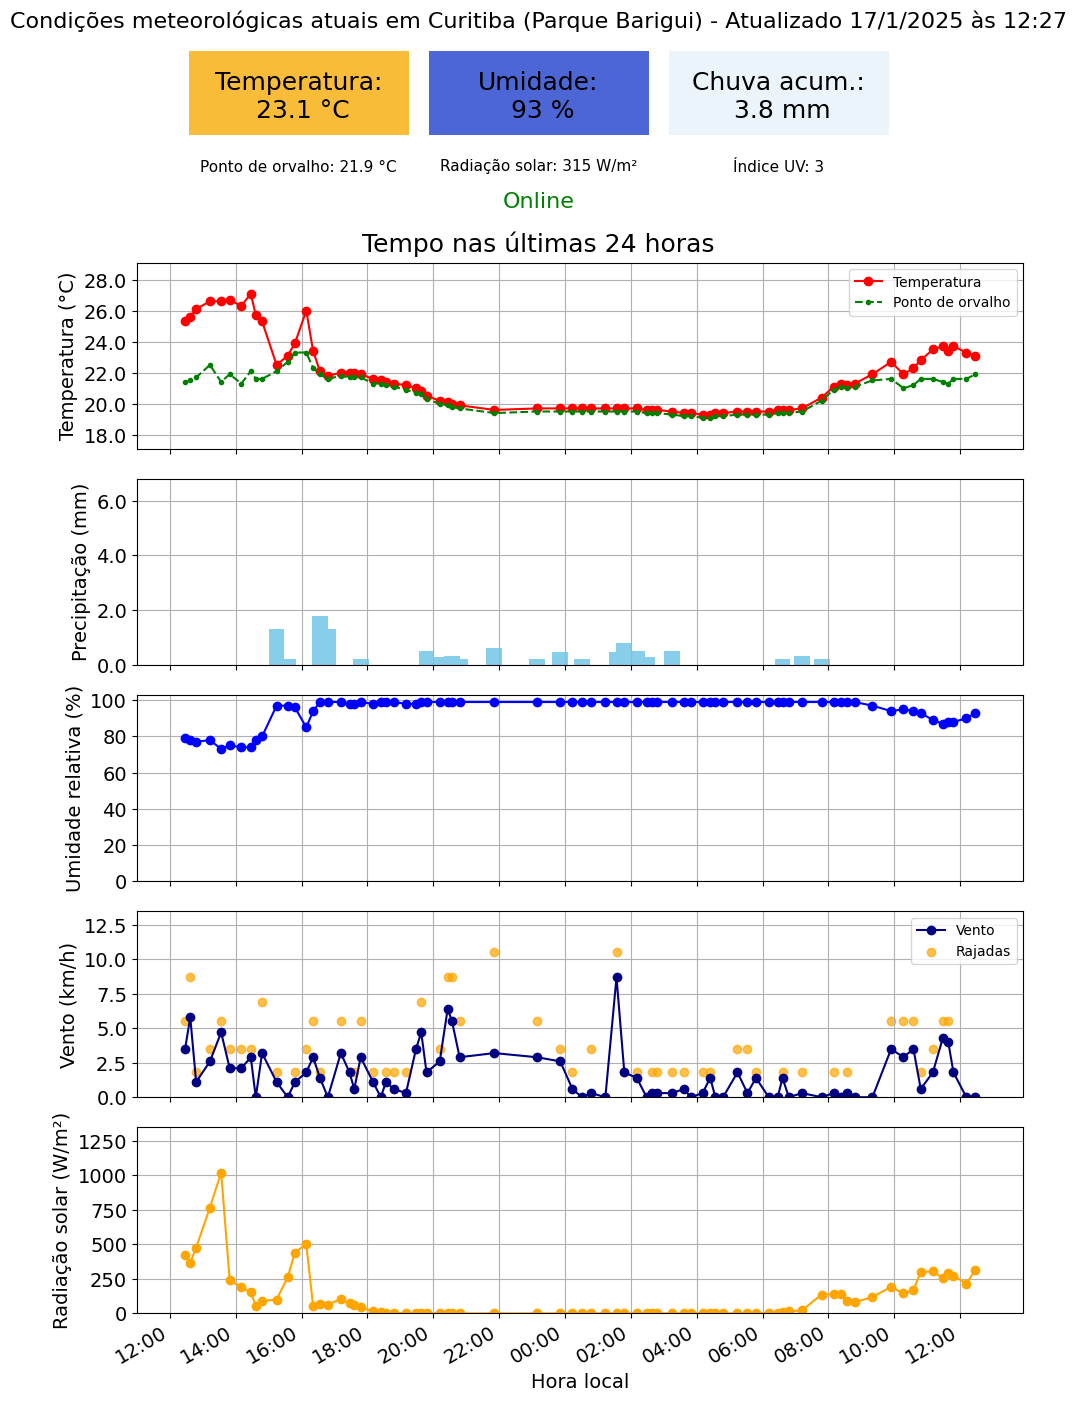 Condições meteorológicas atuais em Curitiba (Parque Barigui) - Atualizado 17/1/2025 às 12:27
Temperatura:
23.1 °C
Umidade:
93 %
Chuva acum.:
3.8 mm
Ponto de orvalho: 21.9 °C
Radiação solar: 315 W/m²
Índice UV: 3
Online
Tempo nas últimas 24 horas
Temperatura (°C)
28.0
26.0
24.0
22.0
20.0
18.0
Temperatura
Ponto de orvalho
Precipitação (mm)
6.0
4.0
2.0
0.0
Umidade relativa (%)
100
80
60
40
20
0
Vento (km/h)
12.5
10.0
7.5
5.0
2.5
0.0
Vento
Rajadas
Radiação solar (W/m²)
1250
1000
750
500
250
0
12:00
14:00
16:00
18:00
20:00
22:00
00:00
02:00
04:00
06:00
08:00
10:00
12:00
Hora local